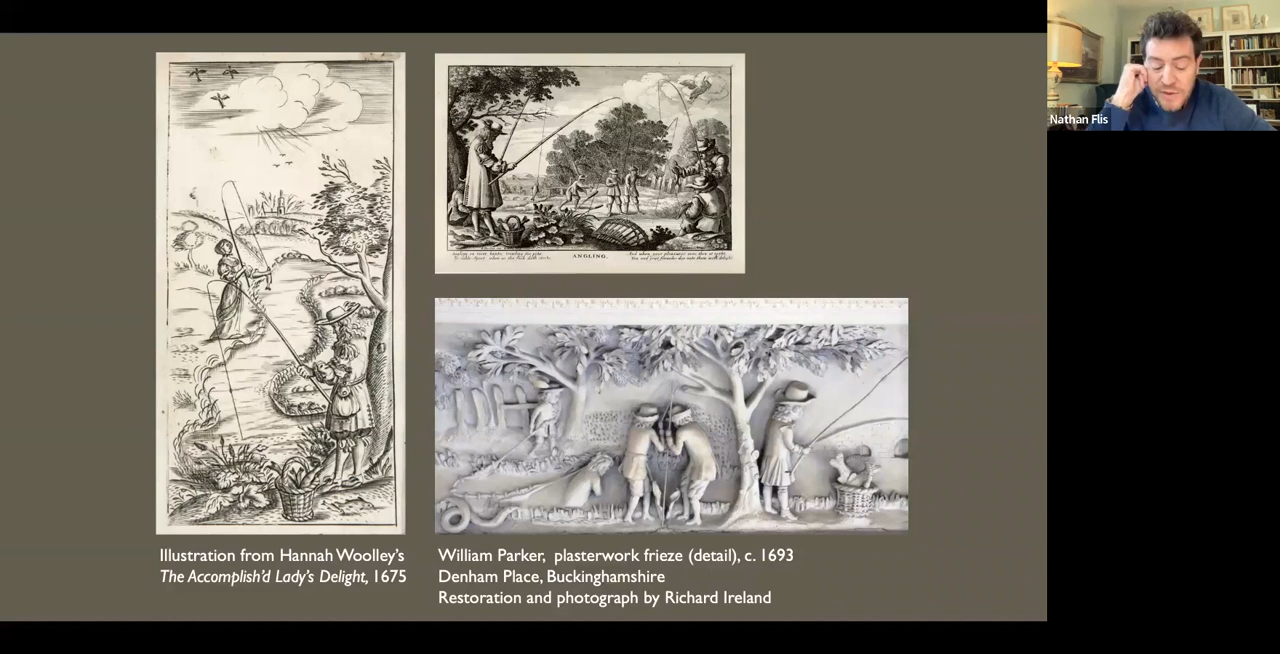 Nathan Flis
ANGLING.
Illustration from Hannah Woolley's
The Accomplish'd Lady's Delight, 1675
William Parker, plasterwork frieze (detail), c. 1693
Denham Place, Buckinghamshire
Restoration and photograph by Richard Ireland